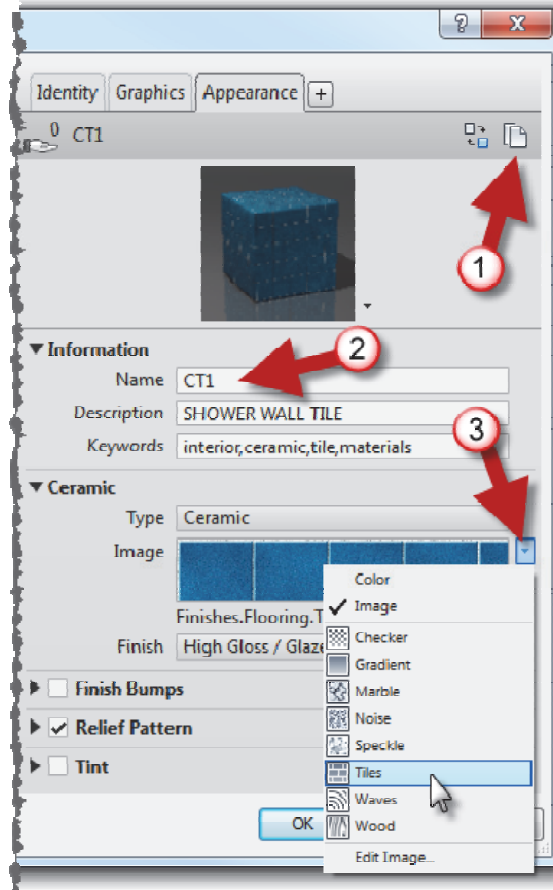 ? X
Identity Graphics Appearance +
0 CT1
1
▼ Information
2
Name CT1
Description SHOWER WALL TILE
3
Keywords interior,ceramic,tile,materials
▼ Ceramic
Type Ceramic
Image
Color
✓ Image
Finishes.Flooring.T
Checker
Finish High Gloss / Glaze
Gradient
Marble
Finish Bumps
Noise
Relief Pattern
Speckle
Tint
Tiles
Waves
OK
Wood
Edit Image...